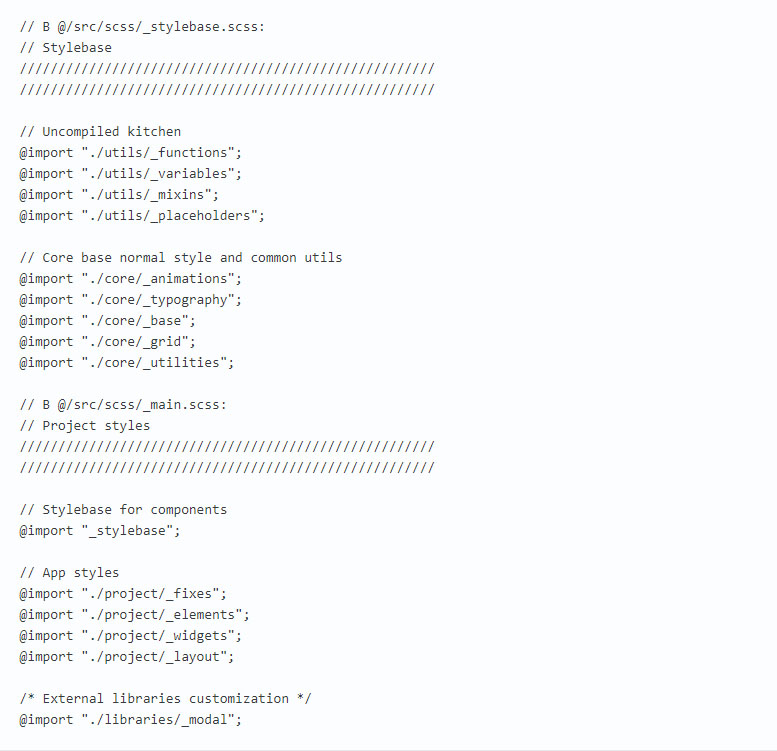 // В @/src/scss/_stylebase.scss:
// Stylebase
//////////////////////////////////////////////////////
//////////////////////////////////////////////////////
// Uncompiled kitchen
@import "./utils/_functions";
@import "./utils/_variables";
@import "./utils/_mixins";
@import "./utils/_placeholders";
// Core base normal style and common utils
@import "./core/_animations";
@import "./core/_typography";
@import "./core/_base";
@import "./core/_grid";
@import "./core/_utilities";
// В @/src/scss/_main.scss:
// Project styles
//////////////////////////////////////////////////////
//////////////////////////////////////////////////////
// Stylebase for components
@import "_stylebase";
// App styles
@import "./project/_fixes";
@import "./project/_elements";
@import "./project/_widgets";
@import "./project/_layout";
/* External libraries customization */
@import "./libraries/_modal";